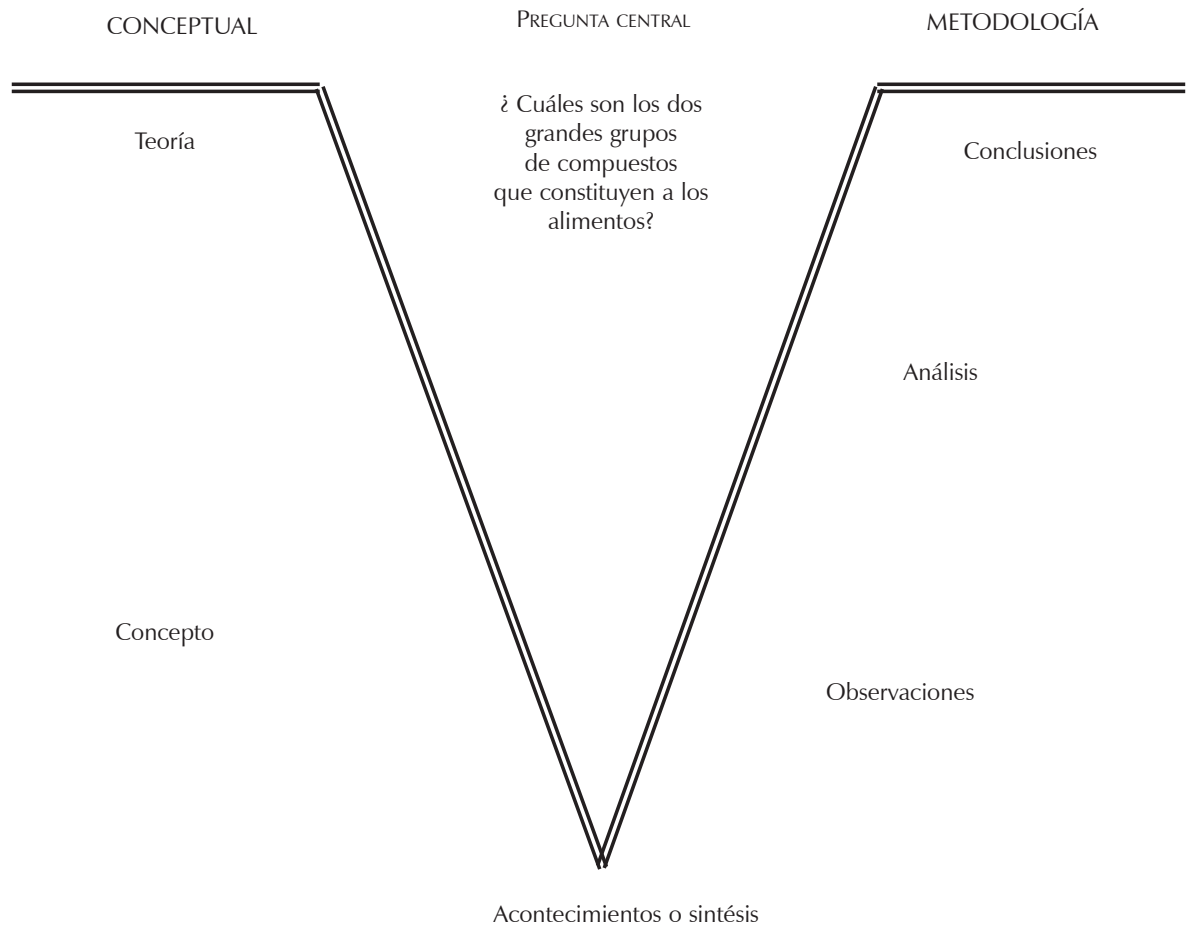 CONCEPTUAL
PREGUNTA CENTRAL
METODOLOGÍA
¿ Cuáles son los dos
grandes grupos
de compuestos
que constituyen a los
alimentos?
Teoría
Conclusiones
Análisis
Concepto
Observaciones
Acontecimientos o sintésis